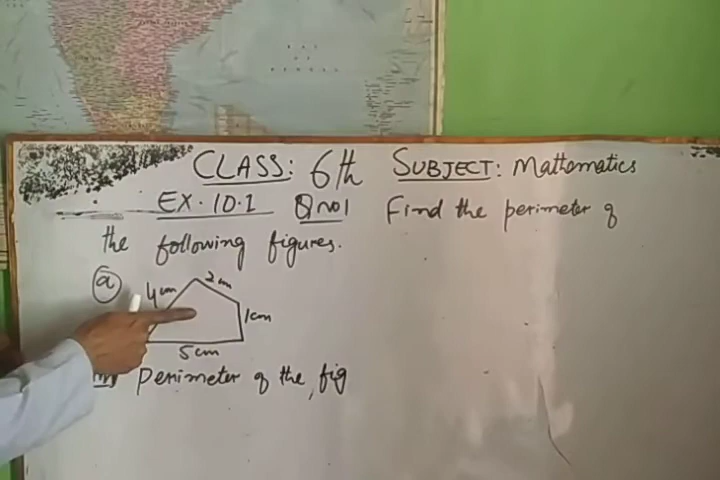 CLASS: 6th SUBJECT: Mathematics
EX. 10.1 Q no1 Find the perimeter of
the following figures.
a
4cm 2cm
1cm
5cm
perimeter of the, fig